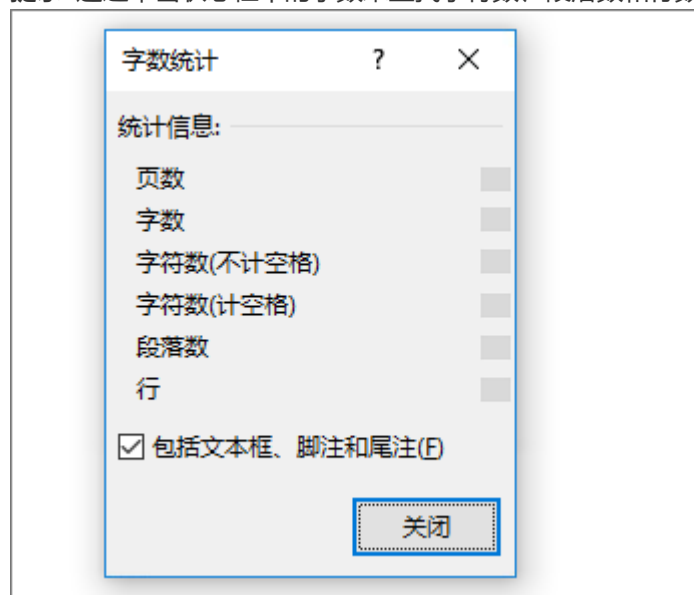 字数统计 ? ×
统计信息:
页数
字数
字符数(不计空格)
字符数(计空格)
段落数
行
包括文本框、脚注和尾注(F)
关闭